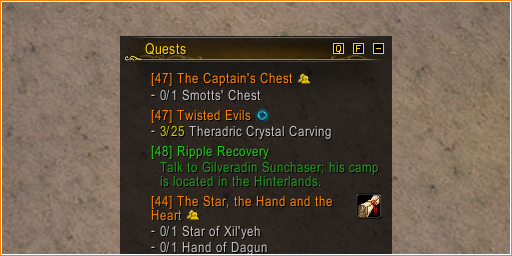 Quests Q F –
[47] The Captain's Chest
- 0/1 Smotts' Chest
[47] Twisted Evils
- 3/25 Theradric Crystal Carving
[48] Ripple Recovery
Talk to Gilveradin Sunchaser; his camp
is located in the Hinterlands.
[44] The Star, the Hand and the
Heart
- 0/1 Star of Xil'yeh
- 0/1 Hand of Dagun